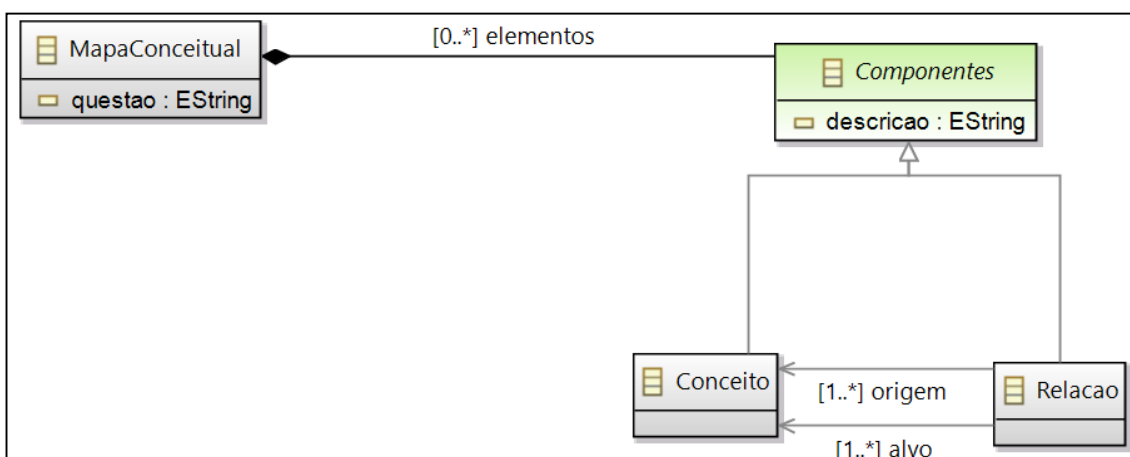 MapaConceitual
questao : EString
[0..*] elementos
Componentes
descricao : EString
Conceito
[1..*] origem
[1..*] alvo
Relacao